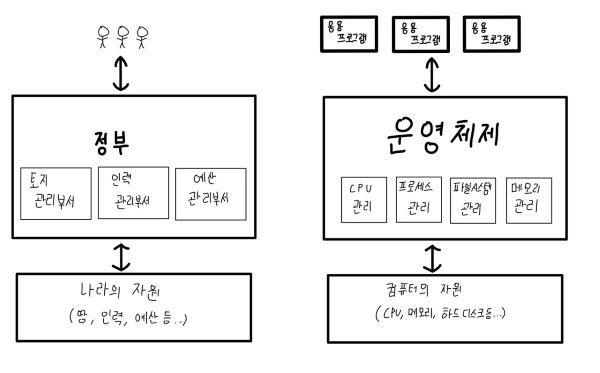 정부
토지
관리부서
인력
관리부서
예산
관리부서
나라의 자원
(땅, 인력, 예산 등..)
응용
프로그램
응용
프로그램
응용
프로그램
운영체제
CPU
관리
프로세스
관리
파일시스템
관리
메모리
관리
컴퓨터의 자원
(CPU, 메모리, 하드디스크등...)